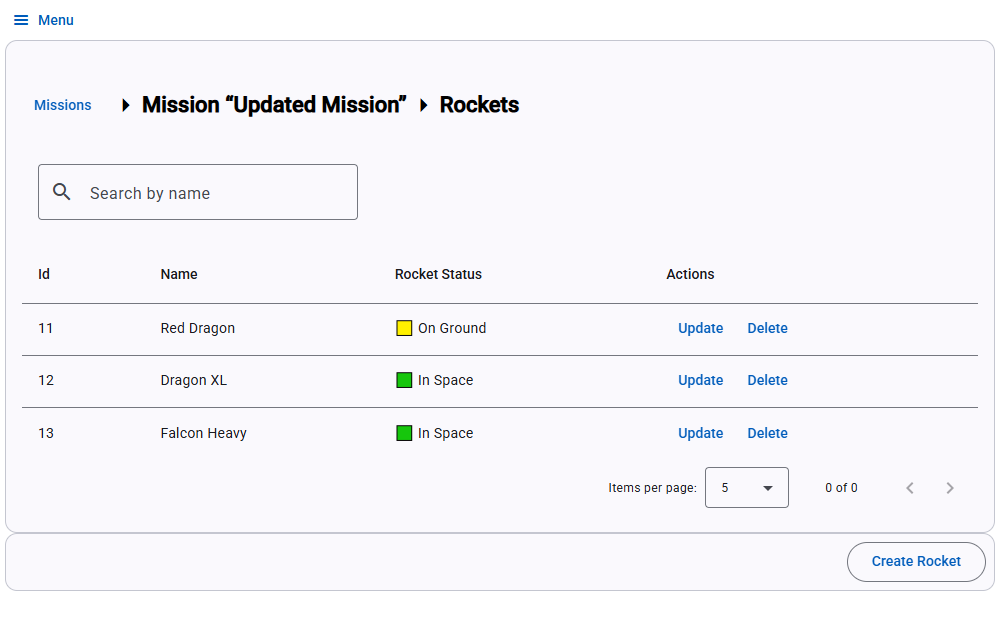 Menu
Missions Mission “Updated Mission” Rockets
Search by name
Id Name Rocket Status Actions
11 Red Dragon On Ground Update Delete
12 Dragon XL In Space Update Delete
13 Falcon Heavy In Space Update Delete
Items per page: 5 0 of 0
Create Rocket